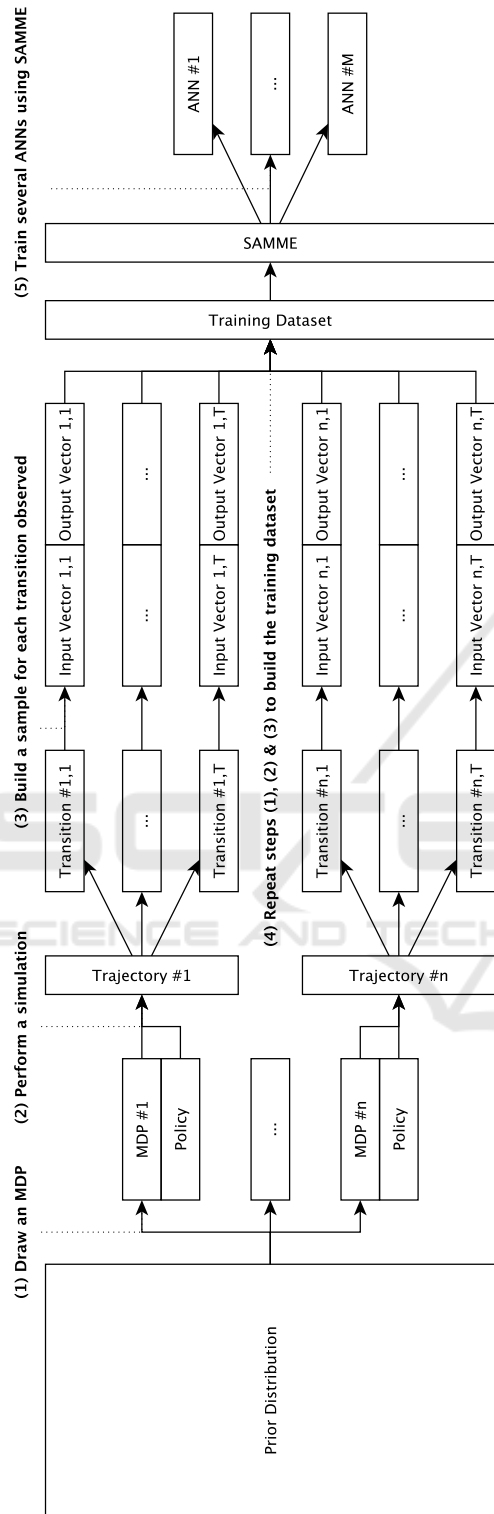 (1) Draw an MDP
(2) Perform a simulation
(3) Build a sample for each transition observed
(5) Train several ANNs using SAMME
Prior Distribution
MDP #1
Policy
...
MDP #n
Policy
Trajectory #1
Trajectory #n
Transition #1,1
...
Transition #1,T
Transition #n,1
...
Transition #n,T
Input Vector 1,1
Output Vector 1,1
...
...
Input Vector 1,T
Output Vector 1,T
(4) Repeat steps (1), (2) & (3) to build the training dataset
Input Vector n,1
Output Vector n,1
...
...
Input Vector n,T
Output Vector n,T
Training Dataset
SAMME
ANN #1
...
ANN #M
SCITE
SCIENCE AND TECH